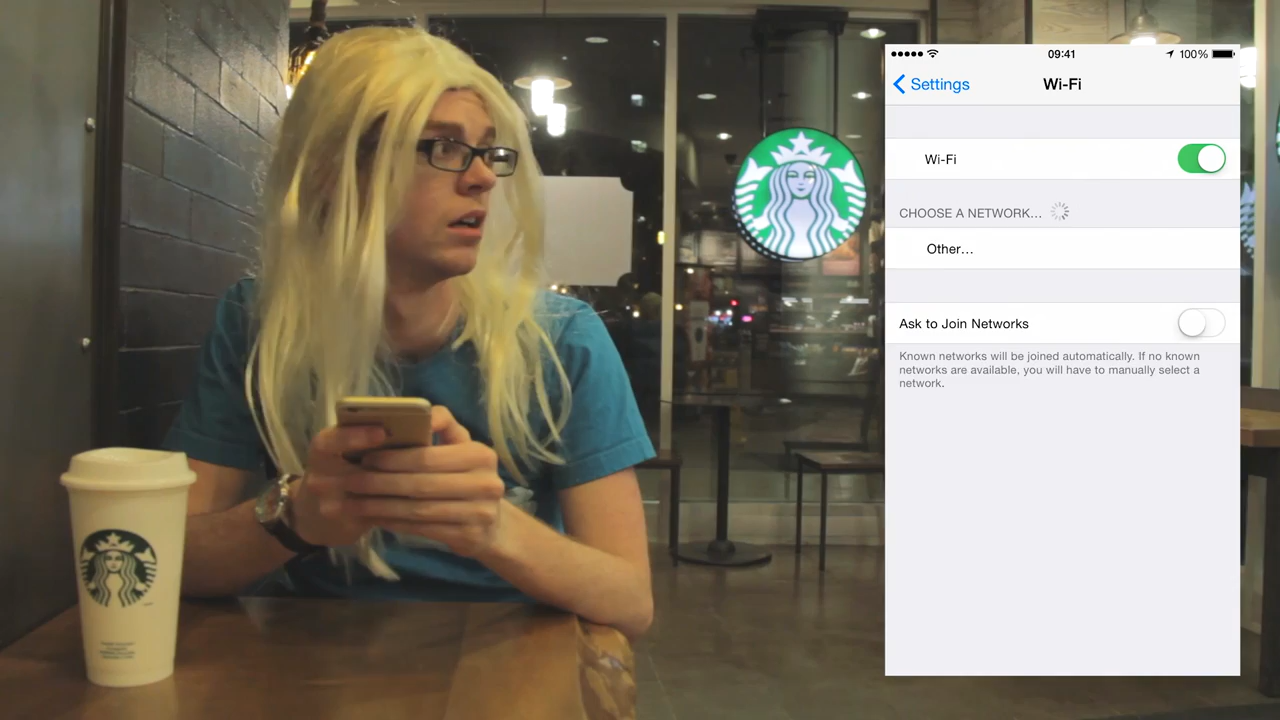 09:41
100%
Settings
Wi-Fi
Wi-Fi
CHOOSE A NETWORK...
Other...
Ask to Join Networks
Known networks will be joined automatically. If no known
networks are available, you will have to manually select a
network.